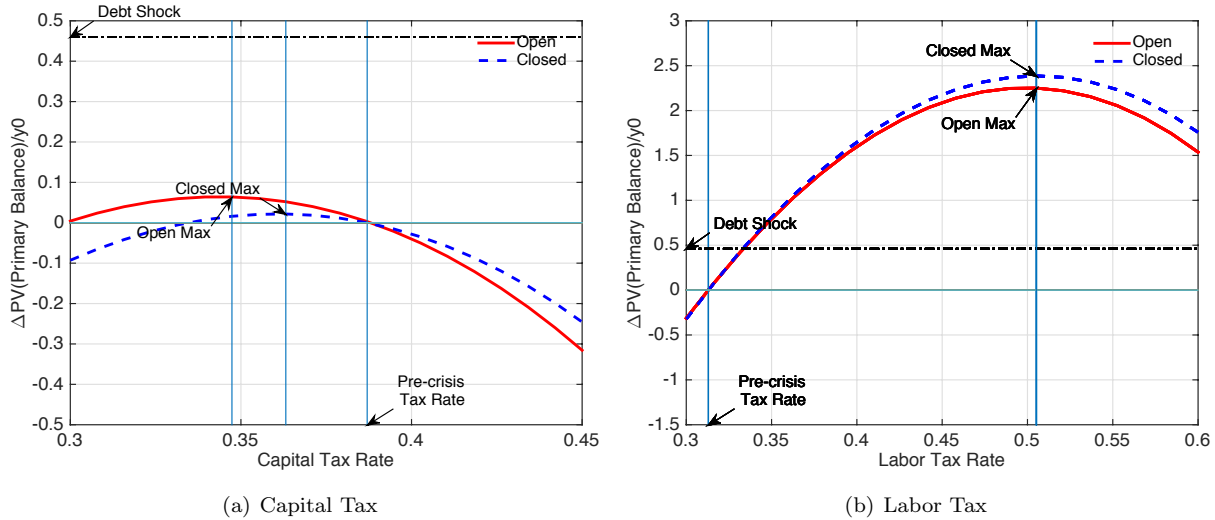 Debt Shock
Open
Closed
Closed Max
Open Max
Pre-crisis
Tax Rate
0.5
0.4
0.3
0.2
0.1
0
-0.1
-0.2
-0.3
-0.4
-0.5
ΔPV(Primary Balance)/y0
0.3
0.35
0.4
0.45
Capital Tax Rate
(a) Capital Tax
Open
Closed
Closed Max
Open Max
Debt Shock
Pre-crisis
Tax Rate
3
2.5
2
1.5
1
0.5
0
-0.5
-1
-1.5
ΔPV(Primary Balance)/y0
0.3
0.35
0.4
0.45
0.5
0.55
0.6
Labor Tax Rate
(b) Labor Tax